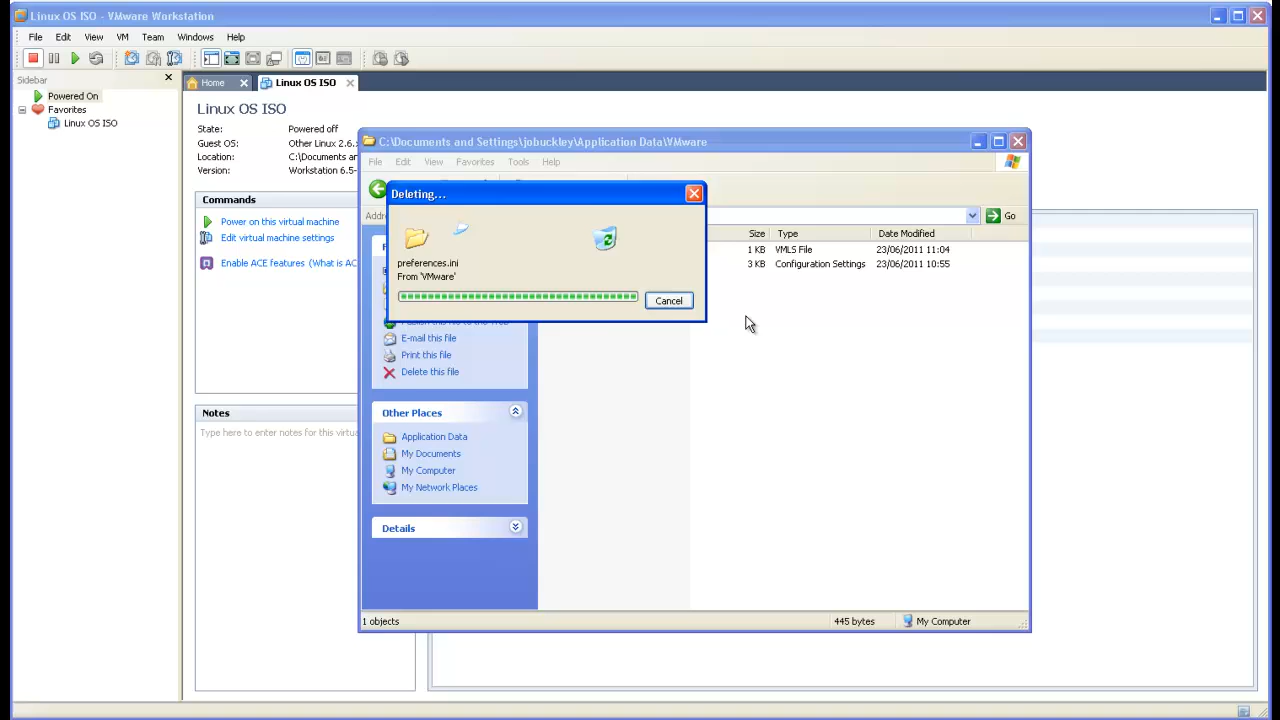 Linux OS ISO - VMware Workstation
File Edit View VM Team Windows Help
Sidebar
Home
Linux OS ISO
Powered On
Favorites
Linux OS ISO
Linux OS ISO
State: Powered off
Guest OS: Other Linux 2.6.
Location: C:\Documents an
Version: Workstation 6.5-
Commands
Power on this virtual machine
Edit virtual machine settings
Enable ACE features (What is AC
Notes
Type here to enter notes for this virtua
C:\Documents and Settings\jobuckley\Application Data\VMware
File Edit View Favorites Tools Help
Addre
Go
Size Type Date Modified
1 KB VMLS File 23/06/2011 11:04
3 KB Configuration Settings 23/06/2011 10:55
Deleting...
preferences.ini
From 'VMware'
Cancel
E-mail this file
Print this file
Delete this file
Other Places
Application Data
My Documents
My Computer
My Network Places
Details
1 objects
445 bytes
My Computer